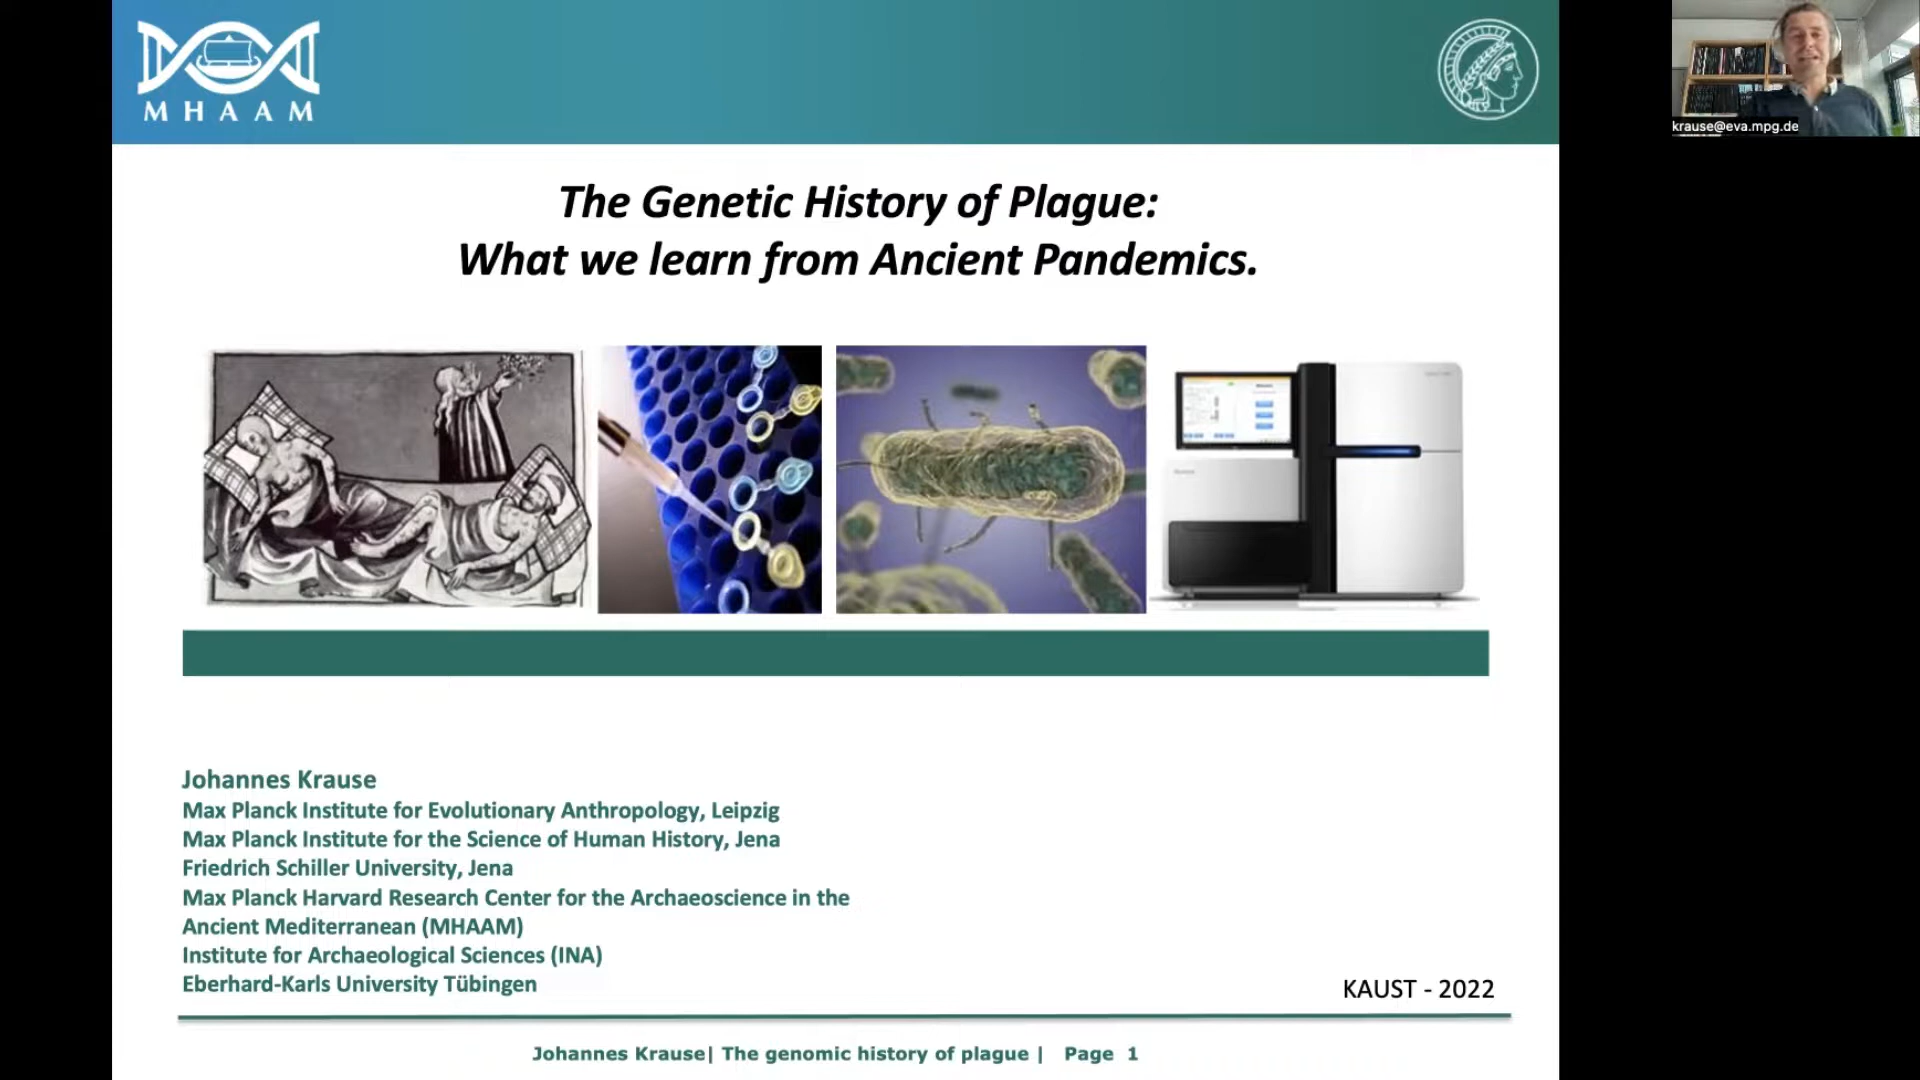 MHAAM
krause@eva.mpg.de
The Genetic History of Plague:
What we learn from Ancient Pandemics.
Johannes Krause
Max Planck Institute for Evolutionary Anthropology, Leipzig
Max Planck Institute for the Science of Human History, Jena
Friedrich Schiller University, Jena
Max Planck Harvard Research Center for the Archaeoscience in the
Ancient Mediterranean (MHAAM)
Institute for Archaeological Sciences (INA)
Eberhard-Karls University Tübingen
KAUST - 2022
Johannes Krause| The genomic history of plague | Page 1